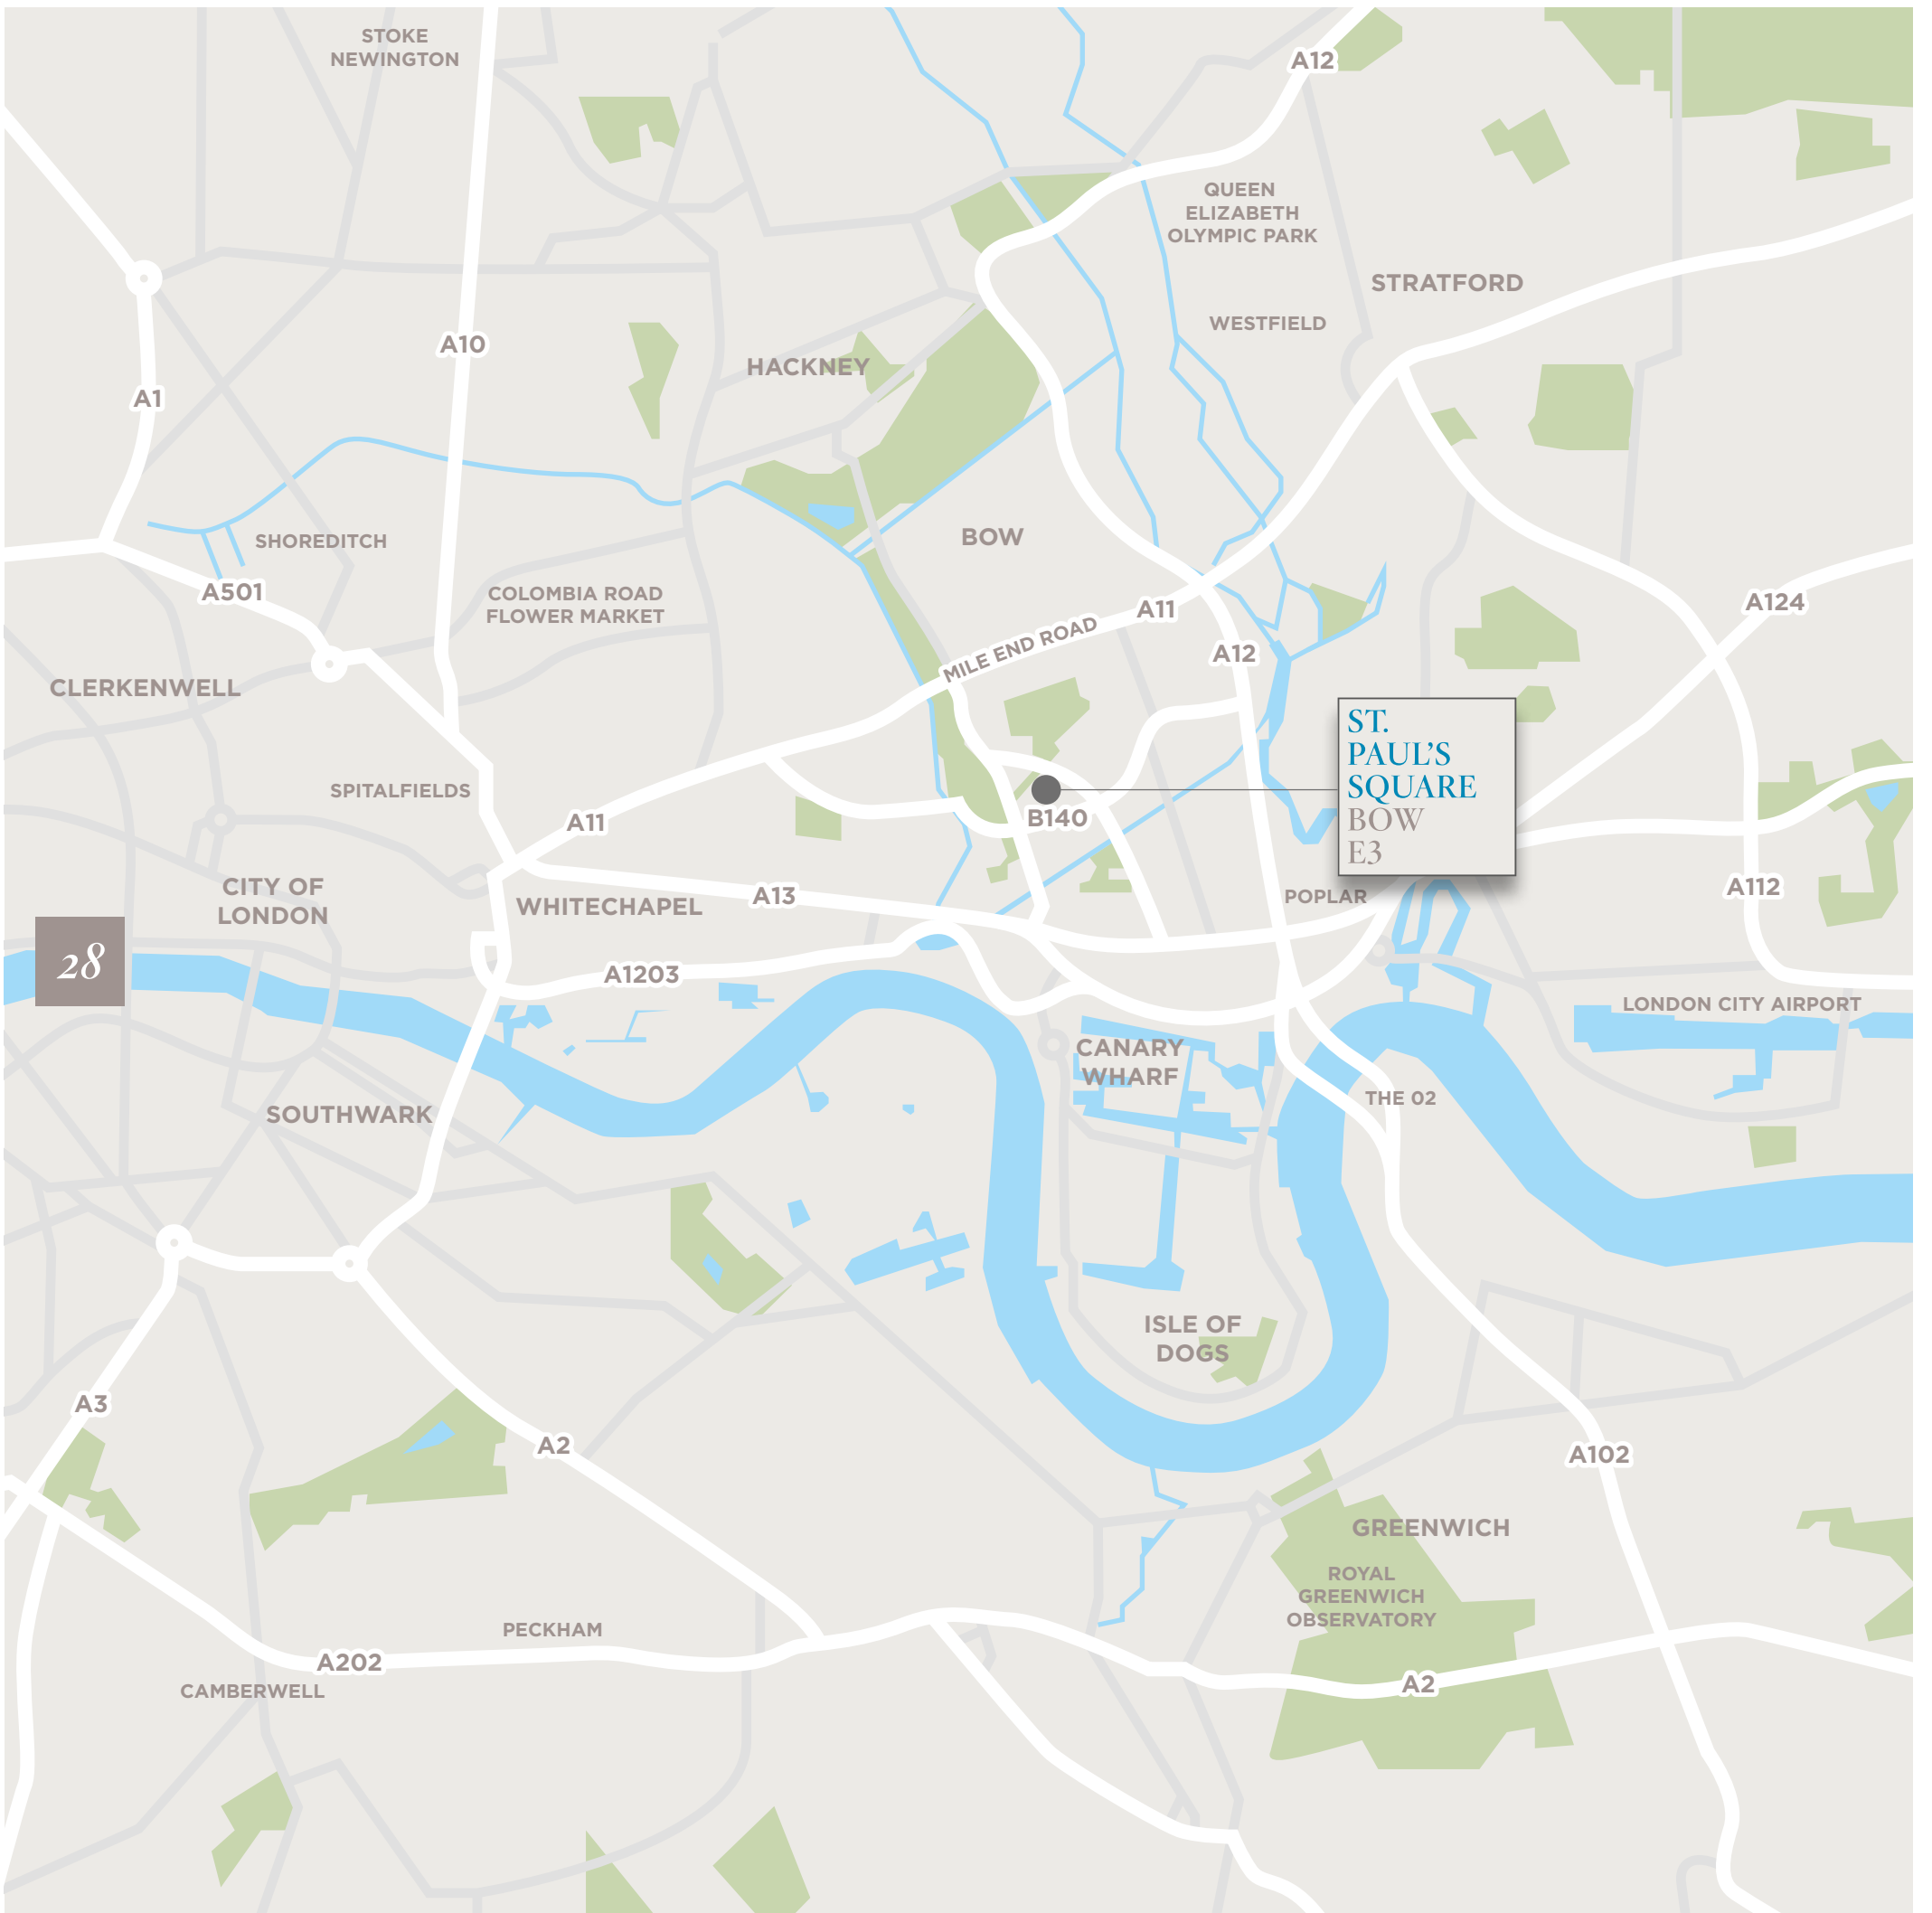 STOKE
NEWINGTON
A12
QUEEN
ELIZABETH
OLYMPIC PARK
STRATFORD
WESTFIELD
A10
HACKNEY
A1
SHOREDITCH
BOW
A501
COLOMBIA ROAD
FLOWER MARKET
A11
A124
MILE END ROAD
A12
CLERKENWELL
ST.
PAUL'S
SQUARE
BOW
E3
SPITALFIELDS
A11
B140
CITY OF
LONDON
WHITECHAPEL
A13
POPLAR
A112
28
A1203
LONDON CITY AIRPORT
CANARY
WHARF
THE 02
SOUTHWARK
ISLE OF
DOGS
A3
A2
A102
GREENWICH
ROYAL
GREENWICH
OBSERVATORY
PECKHAM
A202
CAMBERWELL
A2